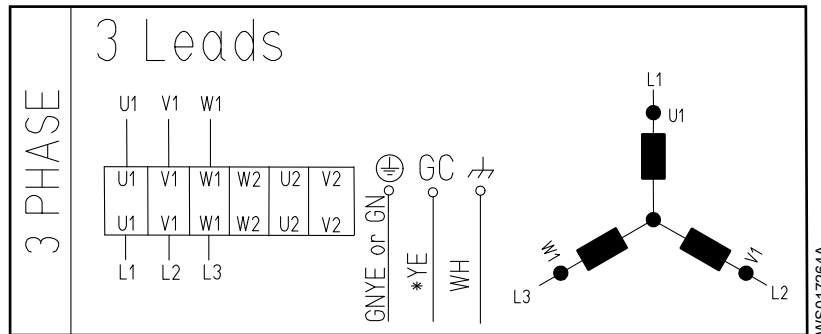 3 PHASE
3 Leads
U1 V1 W1
U1 V1 W1 W2 U2 V2
U1 V1 W1 W2 U2 V2
L1 L2 L3
GC
GNYE or GN
*YE
WH
L1
U1
W1
L3
V1
L2
WS017264A